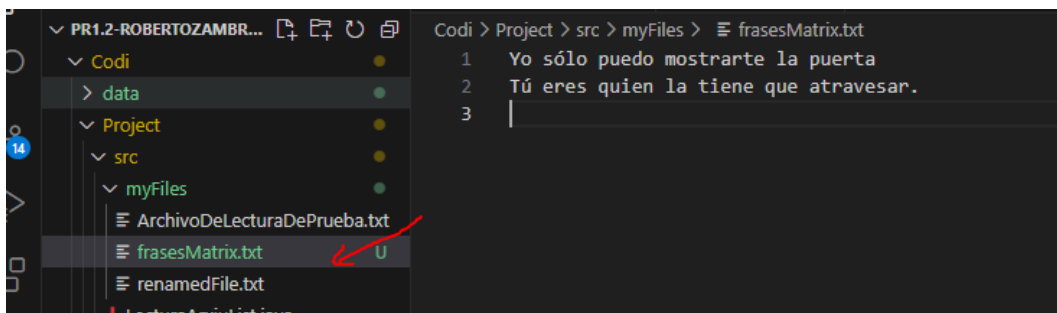 PR1.2-ROBERTOZAMBR...
Codi
data
Project
src
myFiles
ArchivoDeLecturaDePrueba.txt
frasesMatrix.txt U
renamedFile.txt
14
Codi > Project > src > myFiles > frasesMatrix.txt
1 Yo sólo puedo mostrarte la puerta
2 Tú eres quien la tiene que atravesar.
3